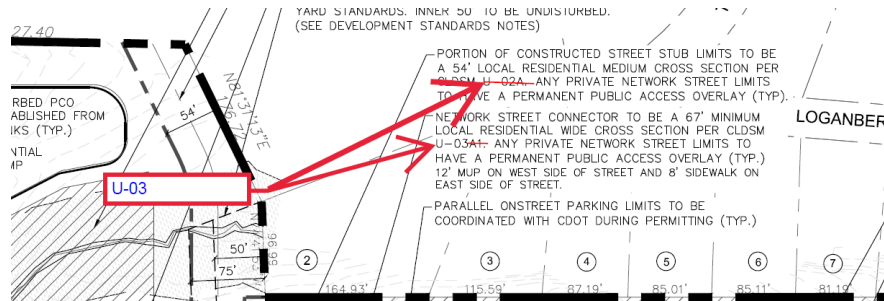 27.40
YARD STANDARDS. INNER 50' TO BE UNDISTURBED.
(SEE DEVELOPMENT STANDARDS NOTES)
PORTION OF CONSTRUCTED STREET STUB LIMITS TO BE
A 54' LOCAL RESIDENTIAL MEDIUM CROSS SECTION PER
CLDSM U-02A. ANY PRIVATE NETWORK STREET LIMITS
TO HAVE A PERMANENT PUBLIC ACCESS OVERLAY (TYP).
NETWORK STREET CONNECTOR TO BE A 67' MINIMUM
LOCAL RESIDENTIAL WIDE CROSS SECTION PER CLDSM
U-03A1. ANY PRIVATE NETWORK STREET LIMITS TO
HAVE A PERMANENT PUBLIC ACCESS OVERLAY (TYP.)
12' MUP ON WEST SIDE OF STREET AND 8' SIDEWALK ON
EAST SIDE OF STREET.
PARALLEL ONSTREET PARKING LIMITS TO BE
COORDINATED WITH CDOT DURING PERMITTING (TYP.)
LOGANBER
N81°31'13"E
54'
RBED PCO
ABLISHED FROM
NKS (TYP.)
NTIAL
MP
U-03
96.99
50'
75'
2
3
4
5
6
7
164.93'
115.59'
87.19'
85.01'
85.11'
81.19'